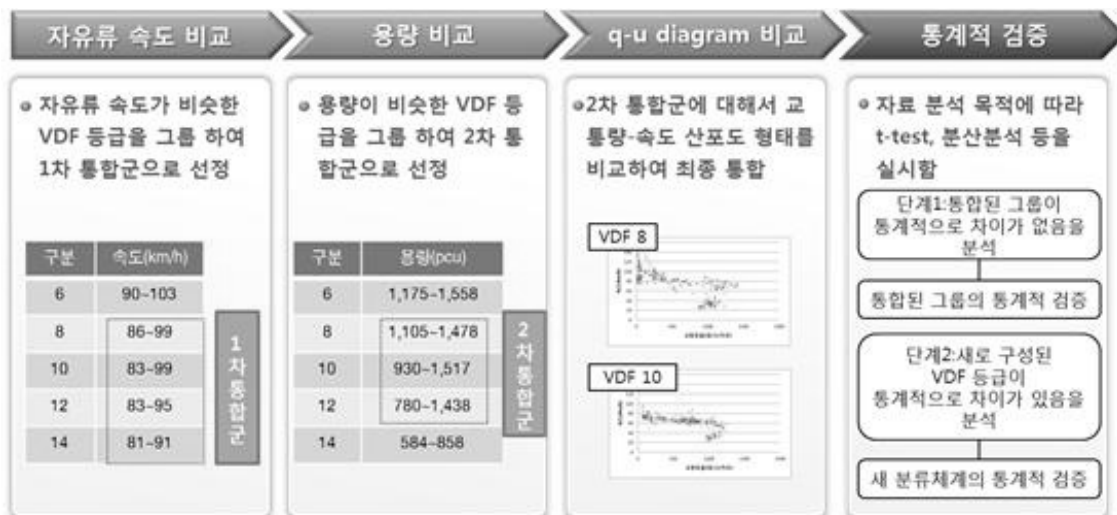 자유류 속도 비교
용량 비교
q-u diagram 비교
통계적 검증
자유류 속도가 비슷한
VDF 등급을 그룹 하여
1차 통합군으로 선정
구분 속도(km/h)
6 90~103
8 86~99
10 83~99
12 83~95
14 81~91
1차통합군
용량이 비슷한 VDF 등
급을 그룹 하여 2차 통
합군으로 선정
구분 용량(pcu)
6 1,175~1,558
8 1,105~1,478
10 930~1,517
12 780~1,438
14 584~858
2차통합군
2차 통합군에 대해서 교
통량-속도 산포도 형태를
비교하여 최종 통합
VDF 8
VDF 10
자료 분석 목적에 따라
t-test, 분산분석 등을
실시함
단계1:통합된 그룹이
통계적으로 차이가 없음을
분석
통합된 그룹의 통계적 검증
단계2:새로 구성된
VDF 등급이
통계적으로 차이가 있음을
분석
새 분류체계의 통계적 검증